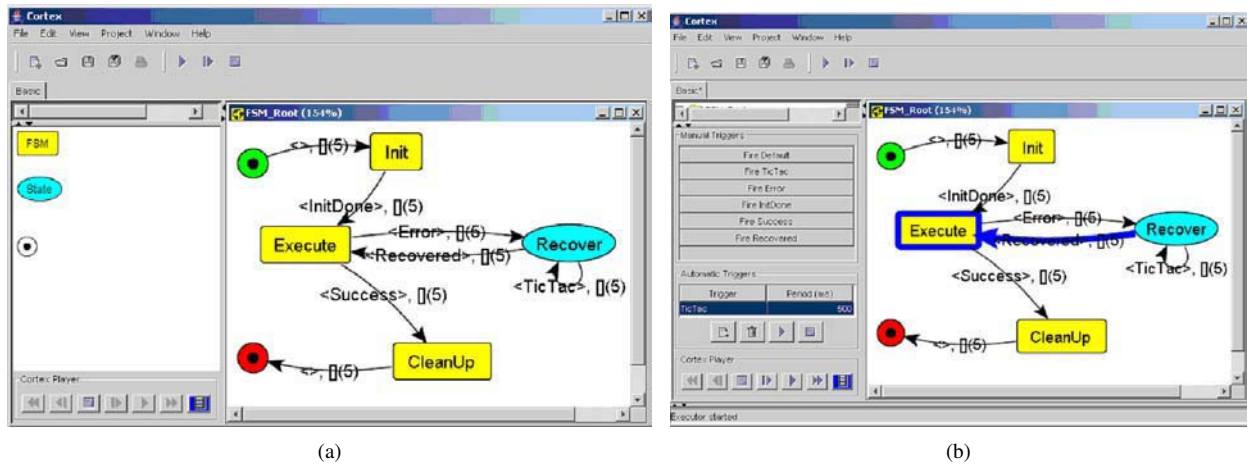 Cortex
File Edit View Project Window Help
Basic
FSM_Root (154%)
FSM
State
<>, [](5)
Init
<InitDone>, [](5)
Execute
<Error>, [](5)
Recover
<Recovered>, [](5)
<TicTac>, [](5)
<Success>, [](5)
CleanUp
<>, [](5)
Cortex Player
(a)
Cortex
File Edit View Project Window Help
Basic*
FSM_Root (154%)
Manual Triggers
Fire Default
Fire TicTac
Fire Error
Fire InitDone
Fire Success
Fire Recovered
Automatic Triggers
Trigger Period (ms)
TicTac 500
Cortex Player
Executor started
<>, [](5)
Init
<InitDone>, [](5)
Execute
<Error>, [](5)
Recover
<Recovered>, [](5)
<TicTac>, [](5)
<Success>, [](5)
CleanUp
<>, [](5)
(b)